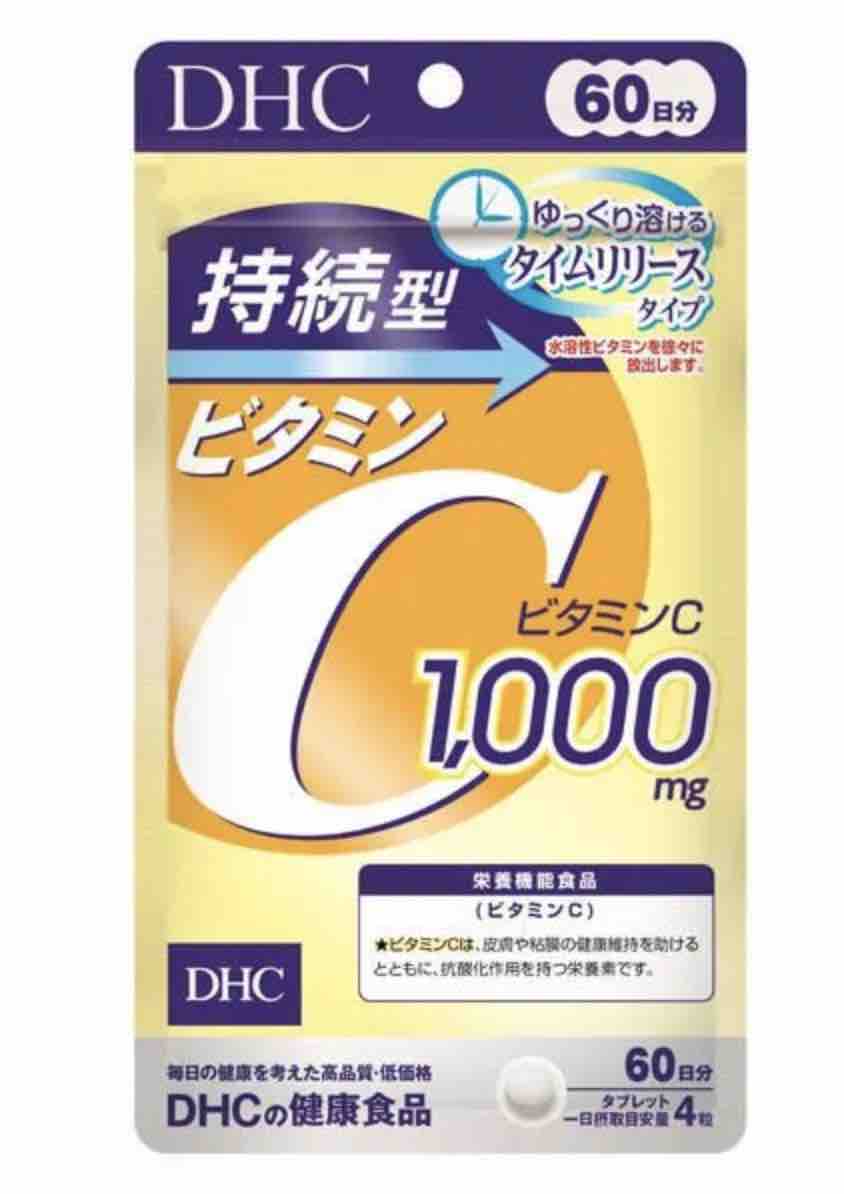 DHC
60日分
ゆっくり溶ける
タイムリリース
タイプ
水溶性ビタミンを徐々に
放出します。
持続型
ビタミン
C
ビタミンC
1,000
mg
栄養機能食品
(ビタミンC)
★ビタミンCは、皮膚や粘膜の健康維持を助ける
とともに、抗酸化作用を持つ栄養素です。
DHC
毎日の健康を考えた高品質・低価格
DHCの健康食品
60日分
タブレット
一日摂取目安量 4粒